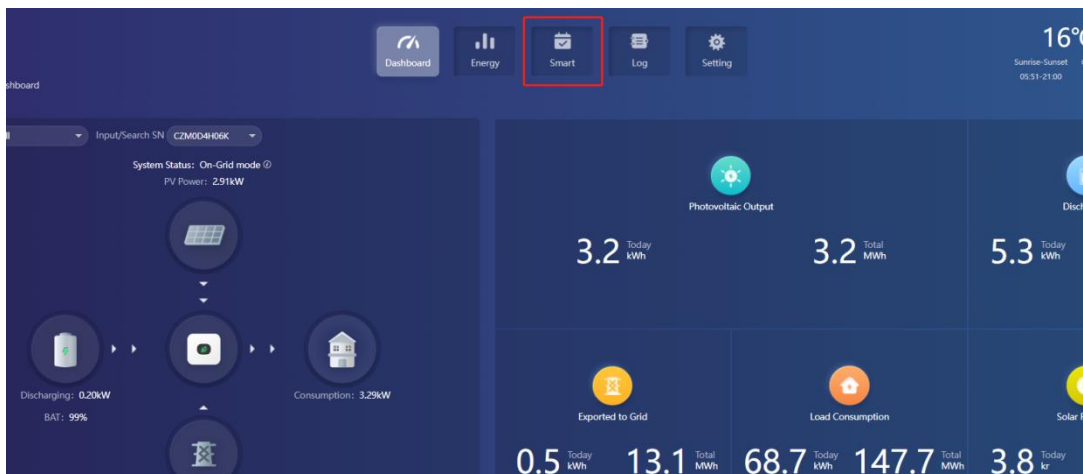 Dashboard
Energy
Smart
Log
Setting
16°
Sunrise-Sunset
05:51-21:00
Input/Search SN CZM0D4H06K
System Status: On-Grid mode
PV Power: 2.91kW
Photovoltaic Output
3.2 Today kWh
3.2 Total MWh
5.3 Today kWh
Discharging: 0.20kW
BAT: 99%
Consumption: 3.29kW
Exported to Grid
Load Consumption
Solar
0.5 Today kWh
13.1 Total MWh
68.7 Today kWh
147.7 Total MWh
3.8 Today kr